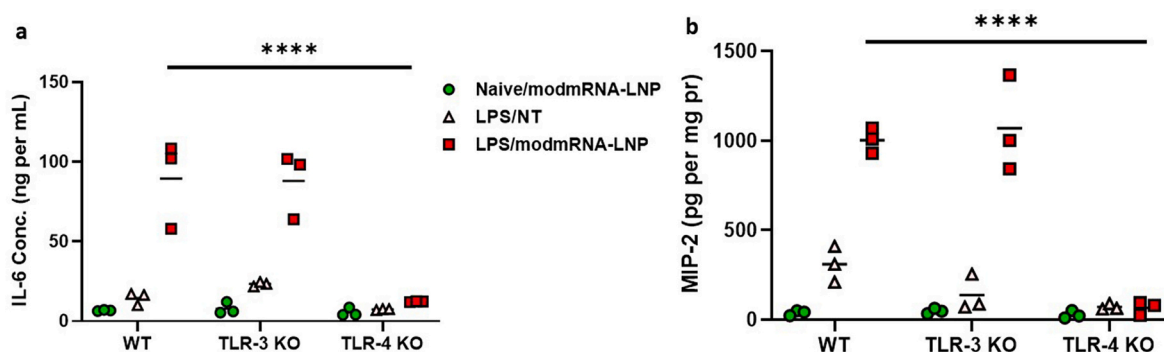 a
****
IL-6 Conc. (ng per mL)
150
100
50
0
WT TLR-3 KO TLR-4 KO
Naive/modmRNA-LNP
LPS/NT
LPS/modmRNA-LNP
b
****
MIP-2 (pg per mg pr)
1500
1000
500
0
WT TLR-3 KO TLR-4 KO